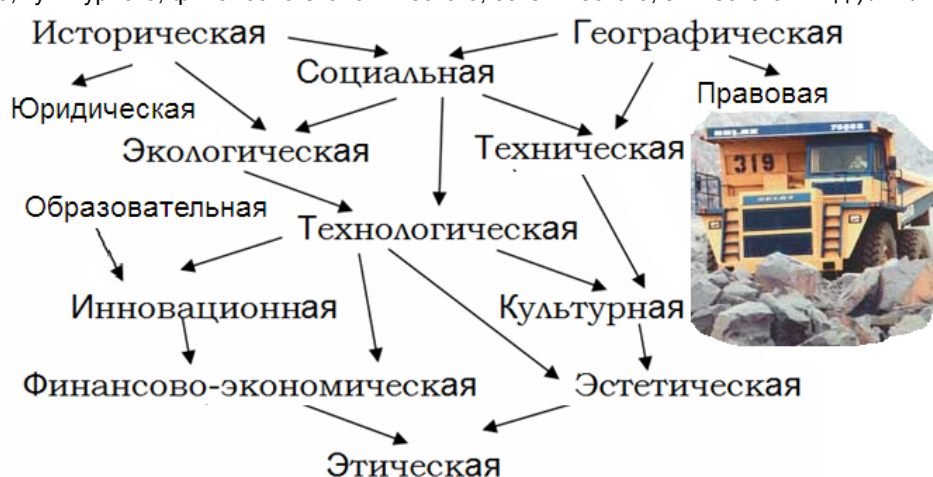 Историческая
Географическая
Социальная
Юридическая
Правовая
Экологическая
Техническая
319
Образовательная
Технологическая
Инновационная
Культурная
Финансово-экономическая
Эстетическая
Этическая